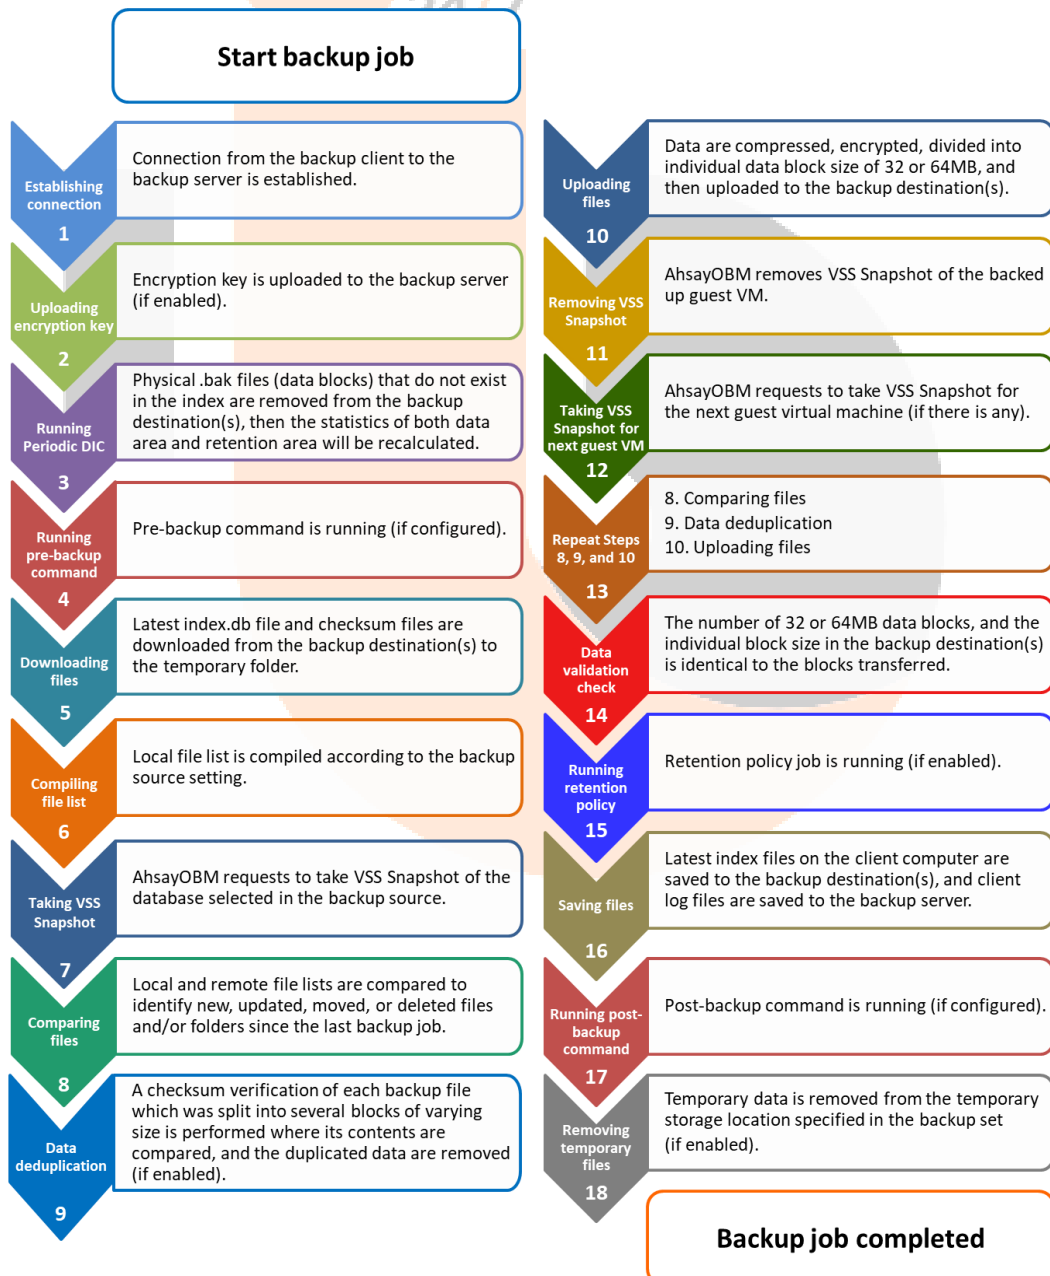 Start backup job
Establishing
connection
1
Connection from the backup client to the
backup server is established.
Uploading
encryption key
2
Encryption key is uploaded to the backup server
(if enabled).
Running
Periodic DIC
3
Physical .bak files (data blocks) that do not exist
in the index are removed from the backup
destination(s), then the statistics of both data
area and retention area will be recalculated.
Running
pre-backup
command
4
Pre-backup command is running (if configured).
Downloading
files
5
Latest index.db file and checksum files are
downloaded from the backup destination(s) to
the temporary folder.
Compiling
file list
6
Local file list is compiled according to the backup
source setting.
Taking VSS
Snapshot
7
AhsayOBM requests to take VSS Snapshot of the
database selected in the backup source.
Comparing
files
8
Local and remote file lists are compared to
identify new, updated, moved, or deleted files
and/or folders since the last backup job.
Data
deduplication
9
A checksum verification of each backup file
which was split into several blocks of varying
size is performed where its contents are
compared, and the duplicated data are removed
(if enabled).
Uploading
files
10
Data are compressed, encrypted, divided into
individual data block size of 32 or 64MB, and
then uploaded to the backup destination(s).
Removing VSS
Snapshot
11
AhsayOBM removes VSS Snapshot of the backed
up guest VM.
Taking VSS
Snapshot for
next guest VM
12
AhsayOBM requests to take VSS Snapshot for
the next guest virtual machine (if there is any).
Repeat Steps
8, 9, and 10
13
8. Comparing files
9. Data deduplication
10. Uploading files
Data
validation
check
14
The number of 32 or 64MB data blocks, and the
individual block size in the backup destination(s)
is identical to the blocks transferred.
Running
retention
policy
15
Retention policy job is running (if enabled).
Saving files
16
Latest index files on the client computer are
saved to the backup destination(s), and client
log files are saved to the backup server.
Running post-
backup
command
17
Post-backup command is running (if configured).
Removing
temporary
files
18
Temporary data is removed from the temporary
storage location specified in the backup set
(if enabled).
Backup job completed